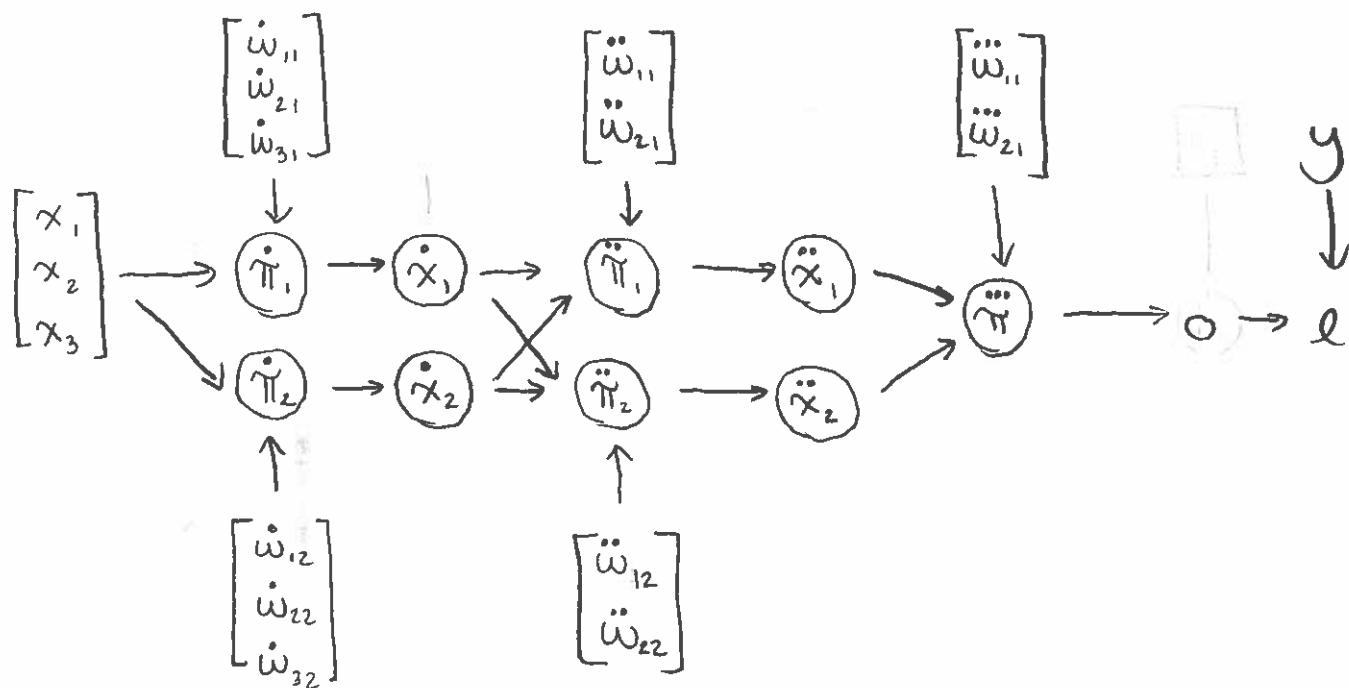 ẇ₁₁
ẇ₂₁
ẇ₃₁
ẅ₁₁
ẅ₂₁
w⃛₁₁
w⃛₂₁
y
x₁
x₂
x₃
π̇₁
ẋ₁
π̈₁
ẍ₁
π⃛
o
l
π̇₂
ẋ₂
π̈₂
ẍ₂
ẇ₁₂
ẇ₂₂
ẇ₃₂
ẅ₁₂
ẅ₂₂